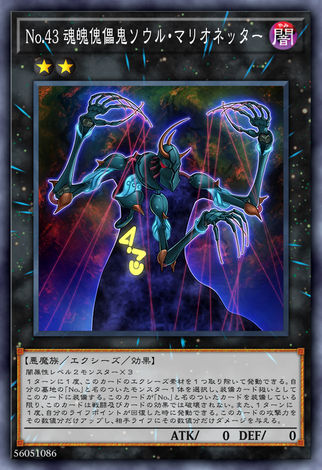 No.43 魂魄傀儡鬼ソウル・マリオネッター
闇
やみ
43
【悪魔族／エクシーズ／効果】
闇属性レベル２モンスター×３
１ターンに１度、このカードのエクシーズ素材を１つ取り除いて発動できる。自
分の墓地の「No.」と名のついたモンスター１体を選択し、装備カード扱いとし
てこのカードに装備する。このカードが「No.」と名のついたカードを装備している
限り、このカードは戦闘及びカードの効果では破壊されない。また、１ターンに１
度、自分のライフポイントが回復した時に発動できる。このカードの攻撃力を
その数値分だけアップし、相手ライフにその数値分だけダメージを与える。
ATK/ 0 DEF/ 0
56051086